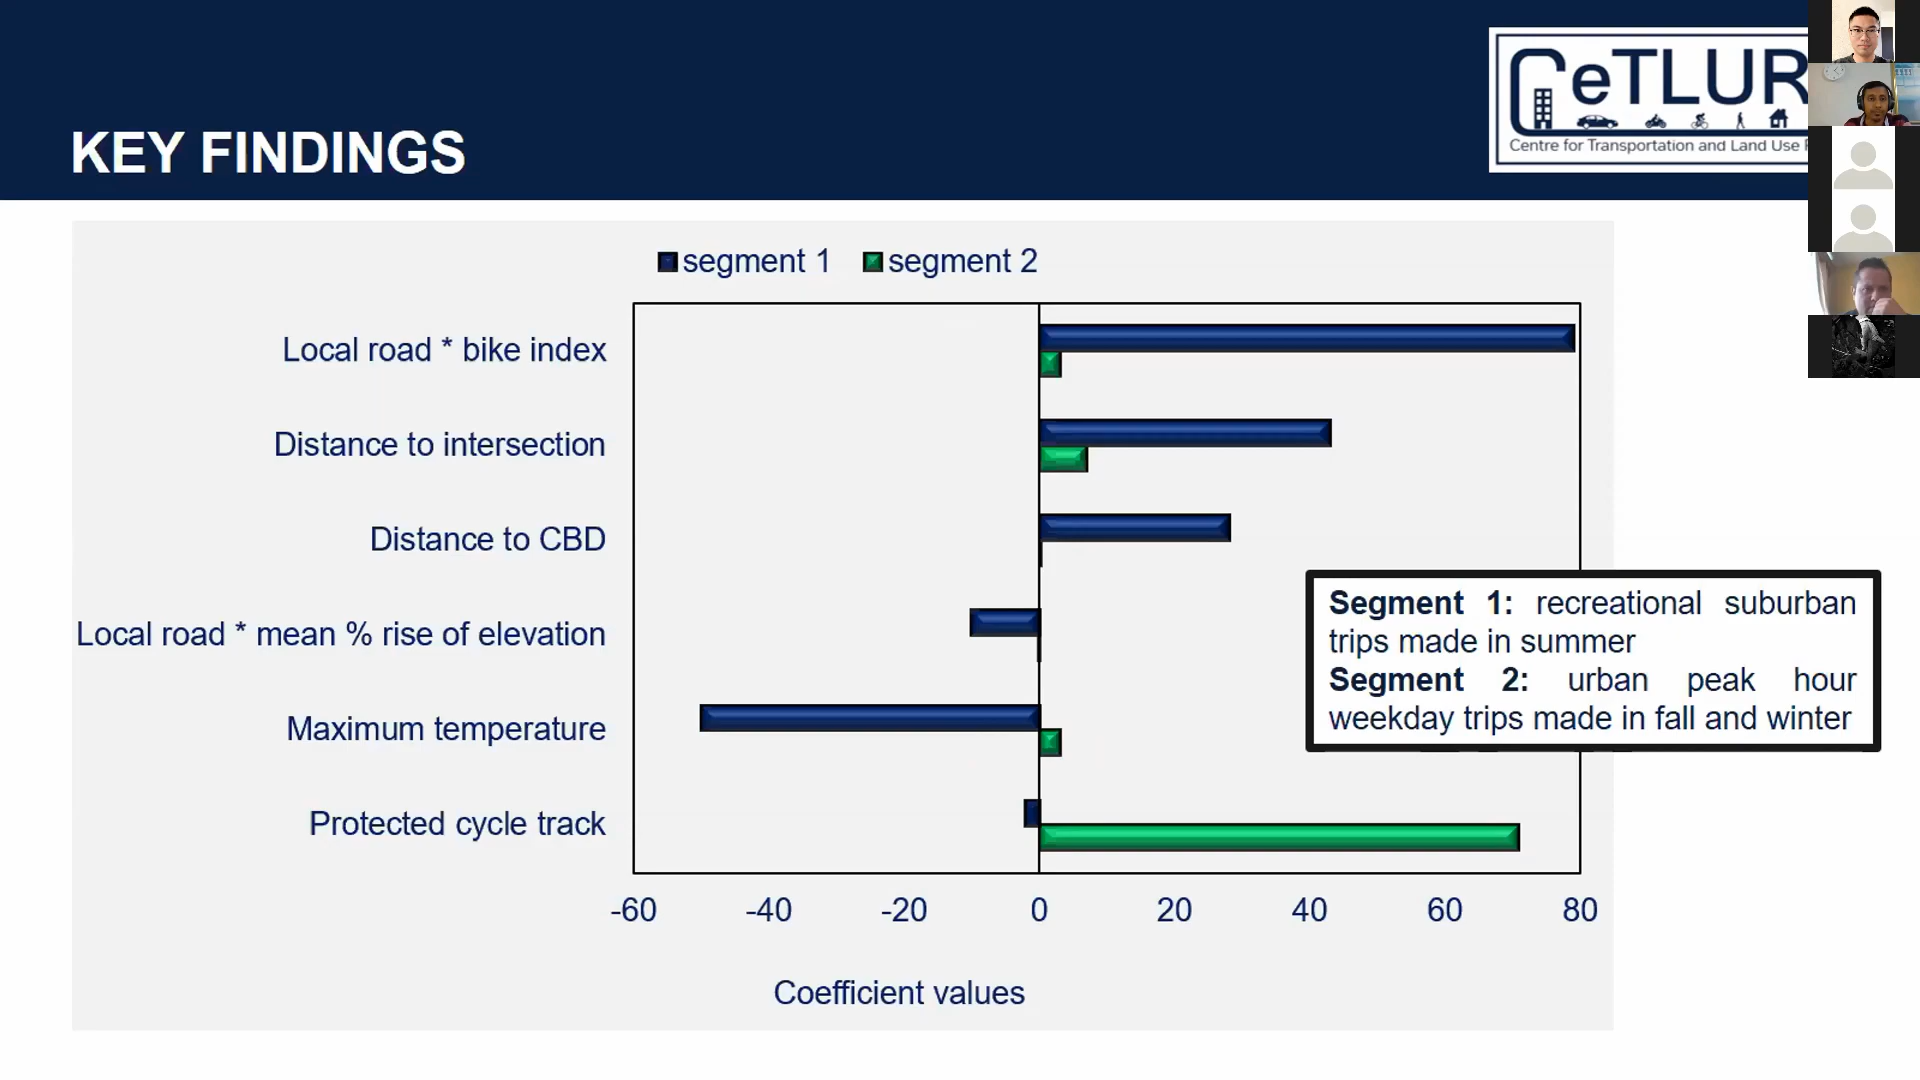 KEY FINDINGS
CeTLUR
Centre for Transportation and Land Use
segment 1
segment 2
Local road * bike index
Distance to intersection
Distance to CBD
Local road * mean % rise of elevation
Maximum temperature
Protected cycle track
-60 -40 -20 0 20 40 60 80
Coefficient values
Segment 1: recreational suburban
trips made in summer
Segment 2: urban peak hour
weekday trips made in fall and winter